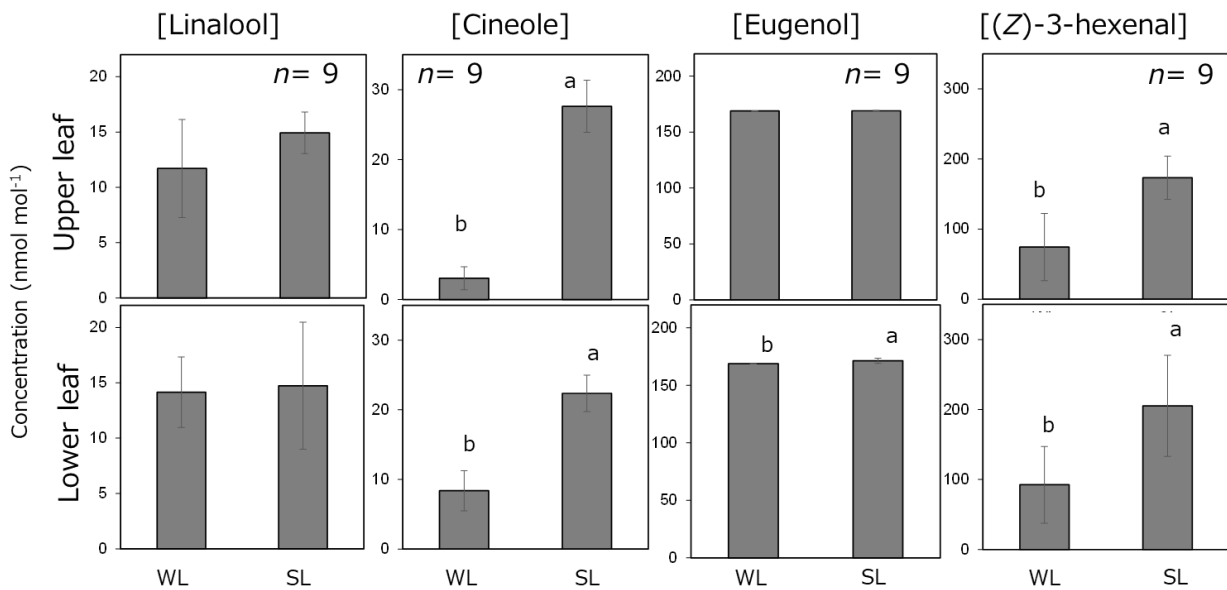 [Linalool] [Cineole] [Eugenol] [(Z)-3-hexenal]
Concentration (nmol mol⁻¹)
Upper leaf
20
15
10
5
0
n= 9
30
20
10
0
n= 9
b
a
200
150
100
50
0
n= 9
300
200
100
0
n= 9
b
a
Lower leaf
20
15
10
5
0
30
20
10
0
b
a
200
150
100
50
0
b
a
300
200
100
0
b
a
WL SL WL SL WL SL WL SL